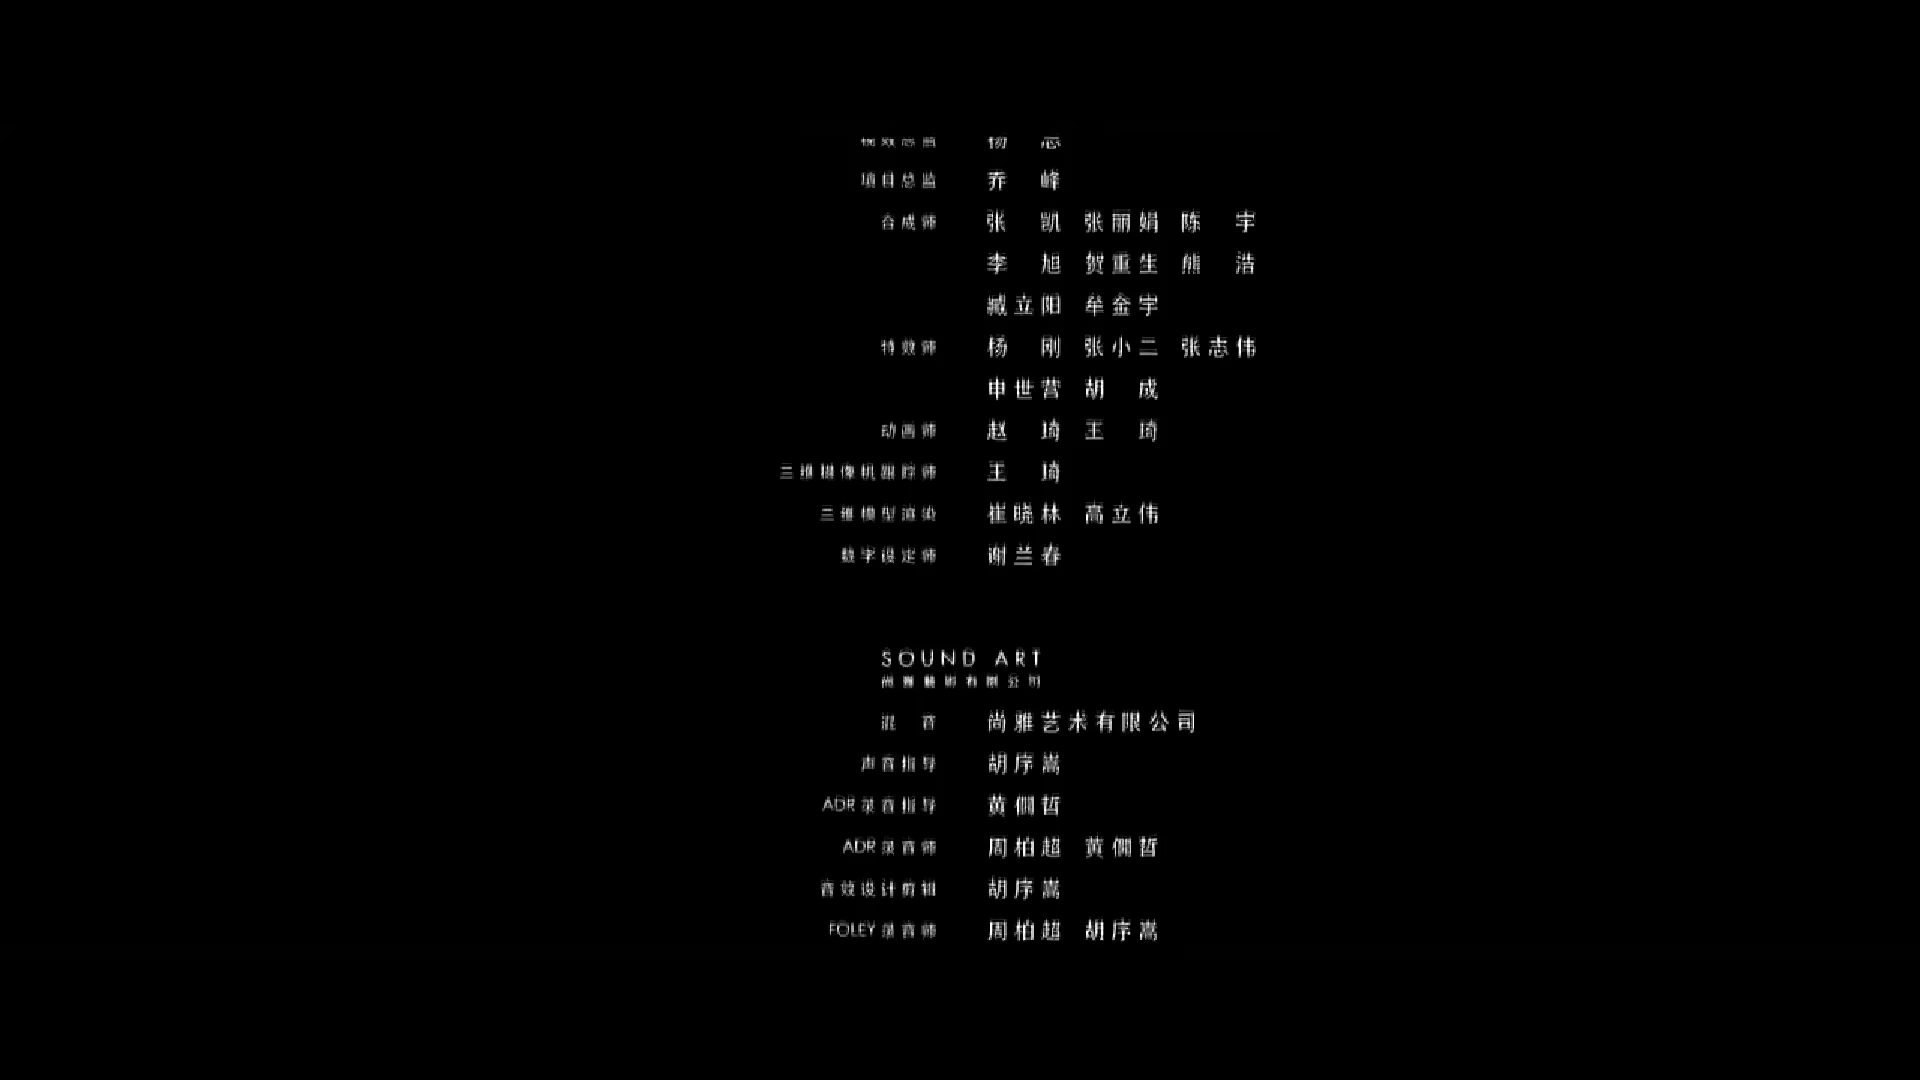 项目总监 乔 峰
合成师 张 凯 张丽娟 陈 宇
李 旭 贺重生 熊 浩
臧立阳 牟金宇
特效师 杨 刚 张小二 张志伟
申世营 胡 成
动画师 赵 琦 王 琦
三维摄像机跟踪师 王 琦
三维模型渲染 崔晓林 高立伟
数字设定师 谢兰春
SOUND ART
有限公司
混 音 尚雅艺术有限公司
声音指导 胡序嵩
ADR录音指导 黄僩哲
ADR录音师 周柏超 黄僩哲
音效设计剪辑 胡序嵩
FOLEY录音师 周柏超 胡序嵩